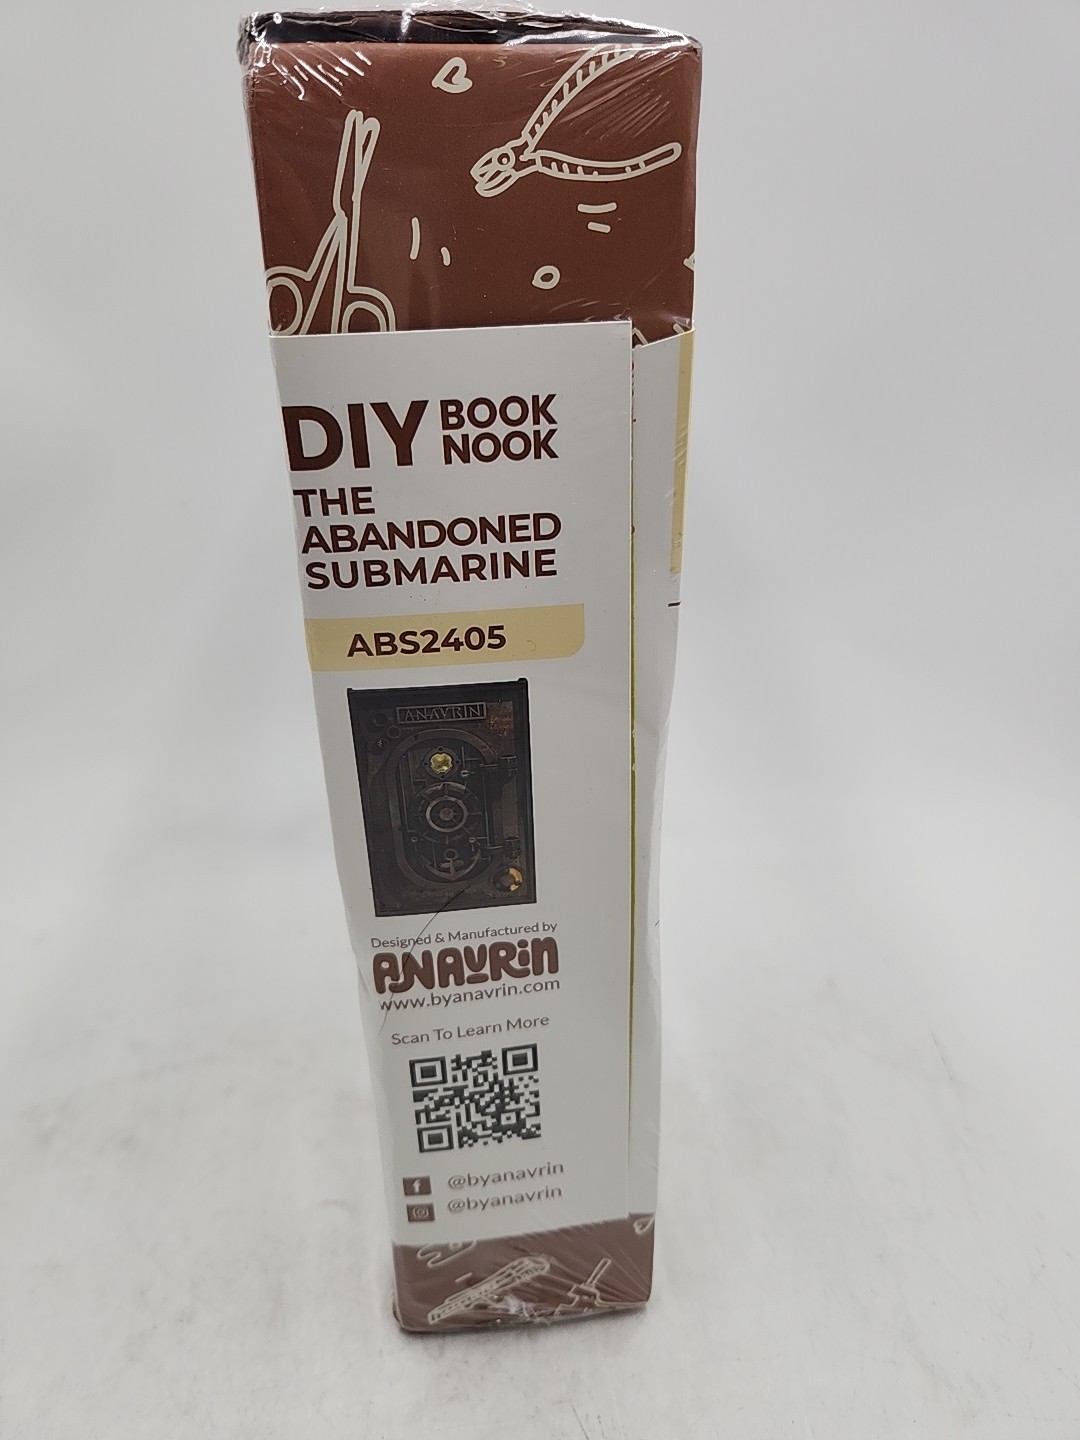 DIY BOOK
NOOK
THE
ABANDONED
SUBMARINE
ABS2405
ANAVRIN
Designed & Manufactured by
ANAVRIN
www.byanavrin.com
Scan To Learn More
@byanavrin
@byanavrin